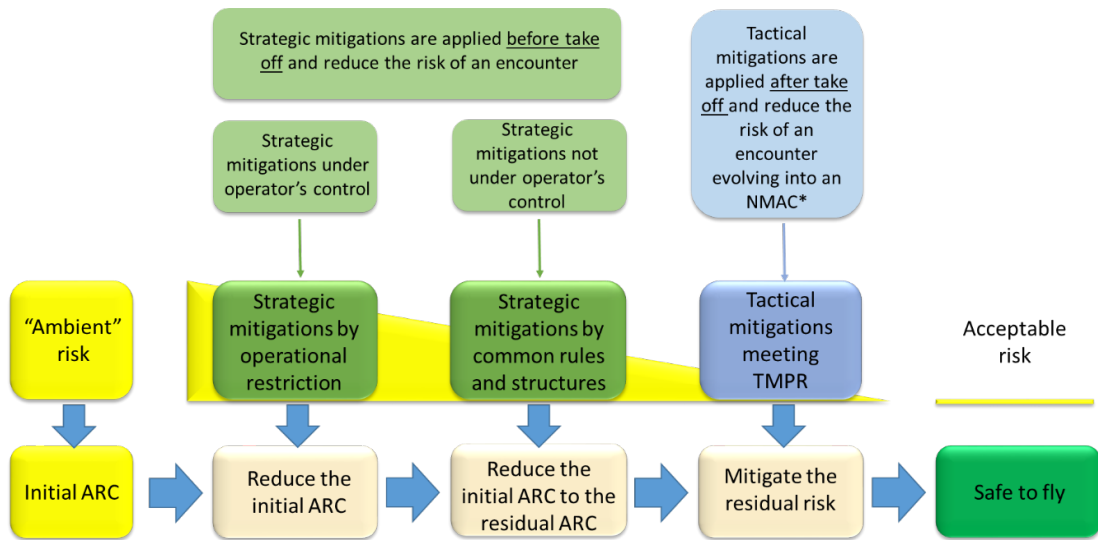 Strategic mitigations are applied before take
off and reduce the risk of an encounter
Tactical
mitigations are
applied after take
off and reduce the
risk of an
encounter
evolving into an
NMAC*
Strategic
mitigations under
operator’s control
Strategic
mitigations not
under operator’s
control
“Ambient”
risk
Strategic
mitigations by
operational
restriction
Strategic
mitigations by
common rules
and structures
Tactical
mitigations
meeting
TMPR
Acceptable
risk
Initial ARC
Reduce the
initial ARC
Reduce the
initial ARC to the
residual ARC
Mitigate the
residual risk
Safe to fly